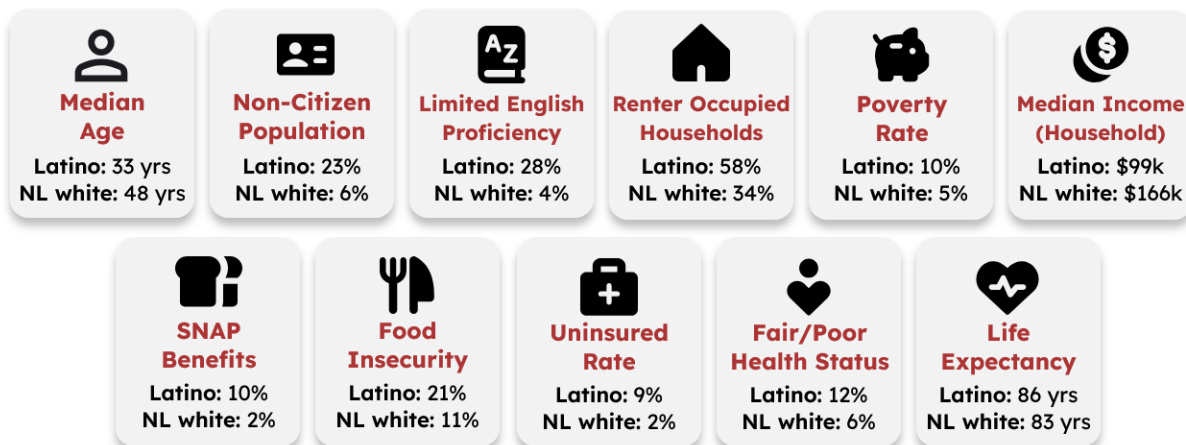 A Z
$
Median
Age
Latino: 33 yrs
NL white: 48 yrs
Non-Citizen
Population
Latino: 23%
NL white: 6%
Limited English
Proficiency
Latino: 28%
NL white: 4%
Renter Occupied
Households
Latino: 58%
NL white: 34%
Poverty
Rate
Latino: 10%
NL white: 5%
Median Income
(Household)
Latino: $99k
NL white: $166k
SNAP
Benefits
Latino: 10%
NL white: 2%
Food
Insecurity
Latino: 21%
NL white: 11%
Uninsured
Rate
Latino: 9%
NL white: 2%
Fair/Poor
Health Status
Latino: 12%
NL white: 6%
Life
Expectancy
Latino: 86 yrs
NL white: 83 yrs